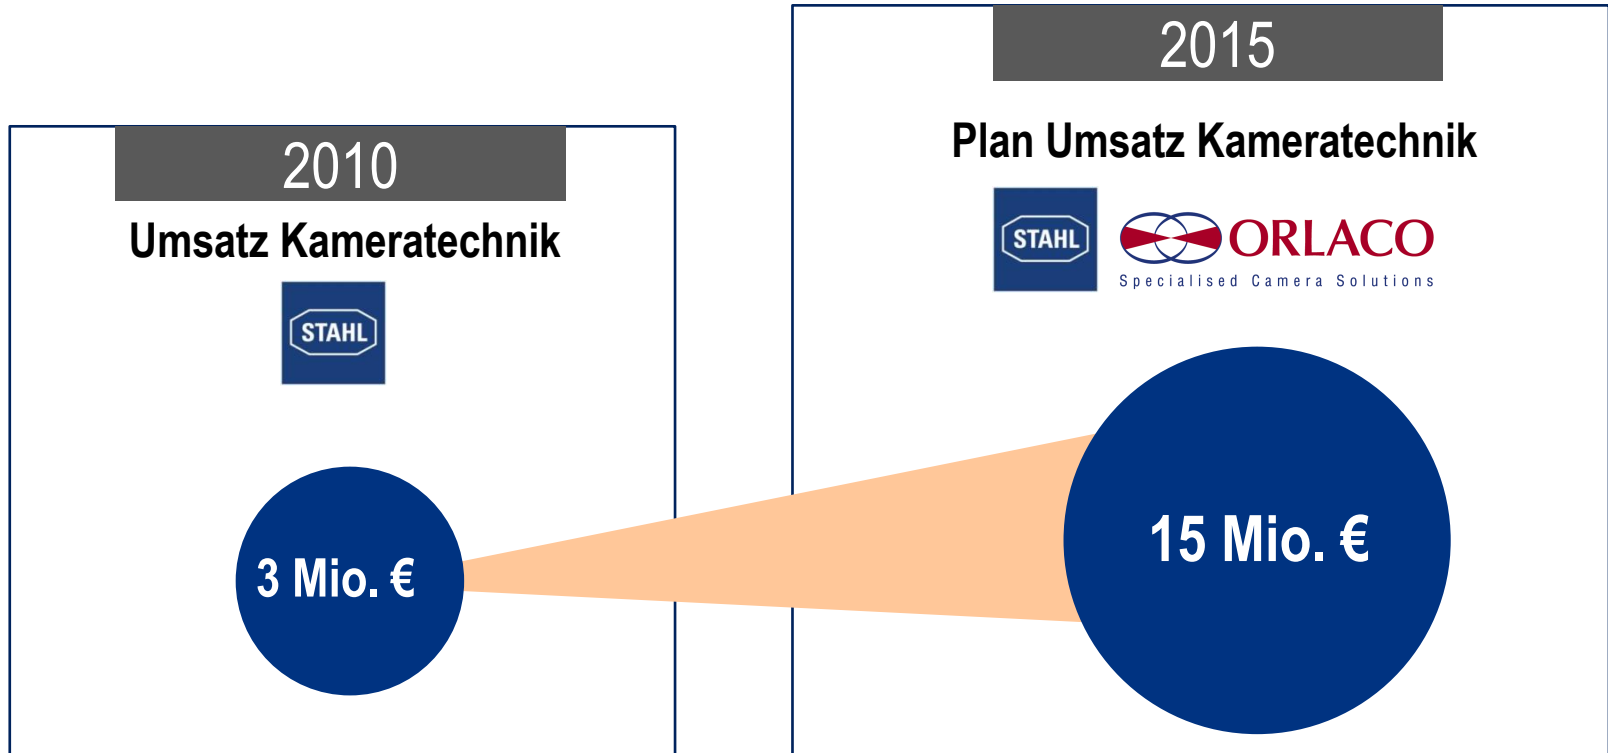 2010
Umsatz Kameratechnik
STAHL
3 Mio. €
2015
Plan Umsatz Kameratechnik
STAHL
ORLACO
Specialised Camera Solutions
15 Mio. €